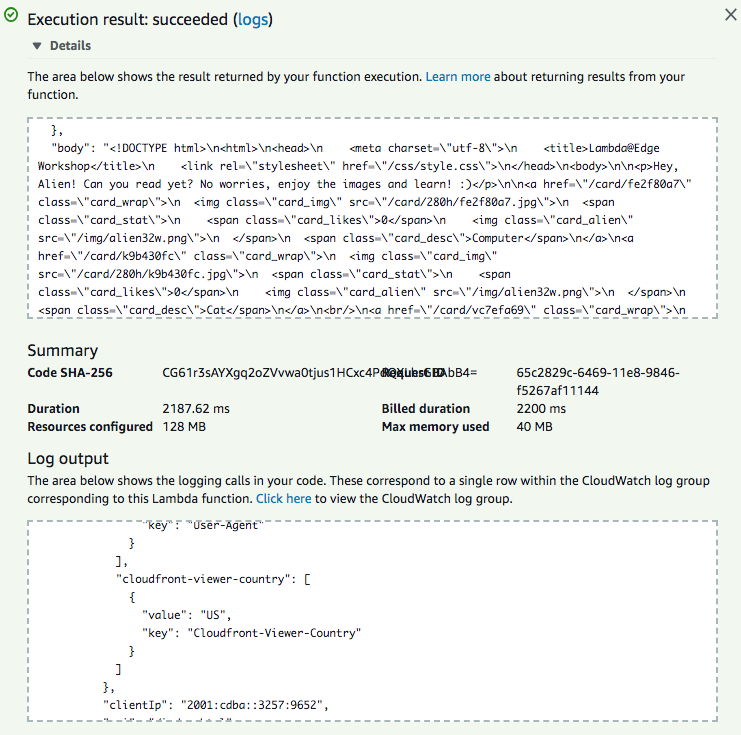 Execution result: succeeded (logs)
Details
The area below shows the result returned by your function execution. Learn more about returning results from your
function.
},
"body": "<!DOCTYPE html>\n<html>\n<head>\n    <meta charset=\"utf-8\">\n    <title>Lambda@Edge
Workshop</title>\n    <link rel=\"stylesheet\" href=\"/css/style.css\">\n</head>\n<body>\n\n<p>Hey,
Alien! Can you read yet? No worries, enjoy the images and learn! :)</p>\n\n<a href=\"/card/fe2f80a7\"
class=\"card_wrap\">\n  <img class=\"card_img\" src=\"/card/280h/fe2f80a7.jpg\">\n  <span
class=\"card_stat\">\n    <span class=\"card_likes\">0</span>\n    <img class=\"card_alien\"
src=\"/img/alien32w.png\">\n  </span>\n  <span class=\"card_desc\">Computer</span>\n</a>\n<a
href=\"/card/k9b430fc\" class=\"card_wrap\">\n  <img class=\"card_img\"
src=\"/card/280h/k9b430fc.jpg\">\n  <span class=\"card_stat\">\n    <span
class=\"card_likes\">0</span>\n    <img class=\"card_alien\" src=\"/img/alien32w.png\">\n  </span>\n
<span class=\"card_desc\">Cat</span>\n</a>\n<br/>\n<a href=\"/card/vc7efa69\" class=\"card_wrap\">\n
Summary
Code SHA-256 Request ID 65c2829c-6469-11e8-9846-
f5267af11144
Duration 2187.62 ms Billed duration 2200 ms
Resources configured 128 MB Max memory used 40 MB
Log output
The area below shows the logging calls in your code. These correspond to a single row within the CloudWatch log group
corresponding to this Lambda function. Click here to view the CloudWatch log group.
"key": "User-Agent"
}
],
"cloudfront-viewer-country": [
{
"value": "US",
"key": "Cloudfront-Viewer-Country"
}
]
},
"clientIp": "2001:cdba::3257:9652",